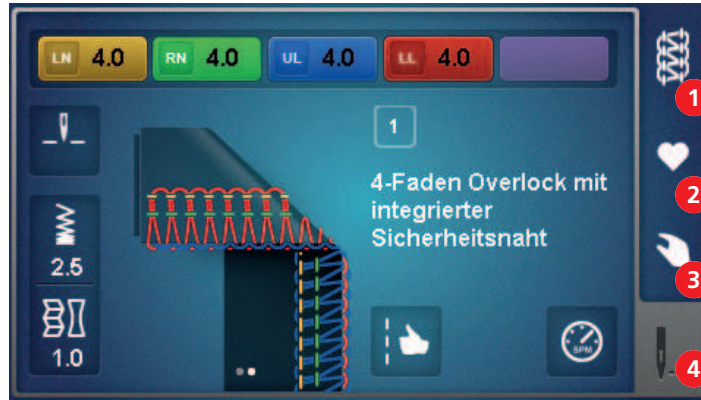 LN 4.0 RN 4.0 UL 4.0 LL 4.0
1
1
4-Faden Overlock mit
integrierter
Sicherheitsnaht
2
2.5
3
1.0
SPM
4